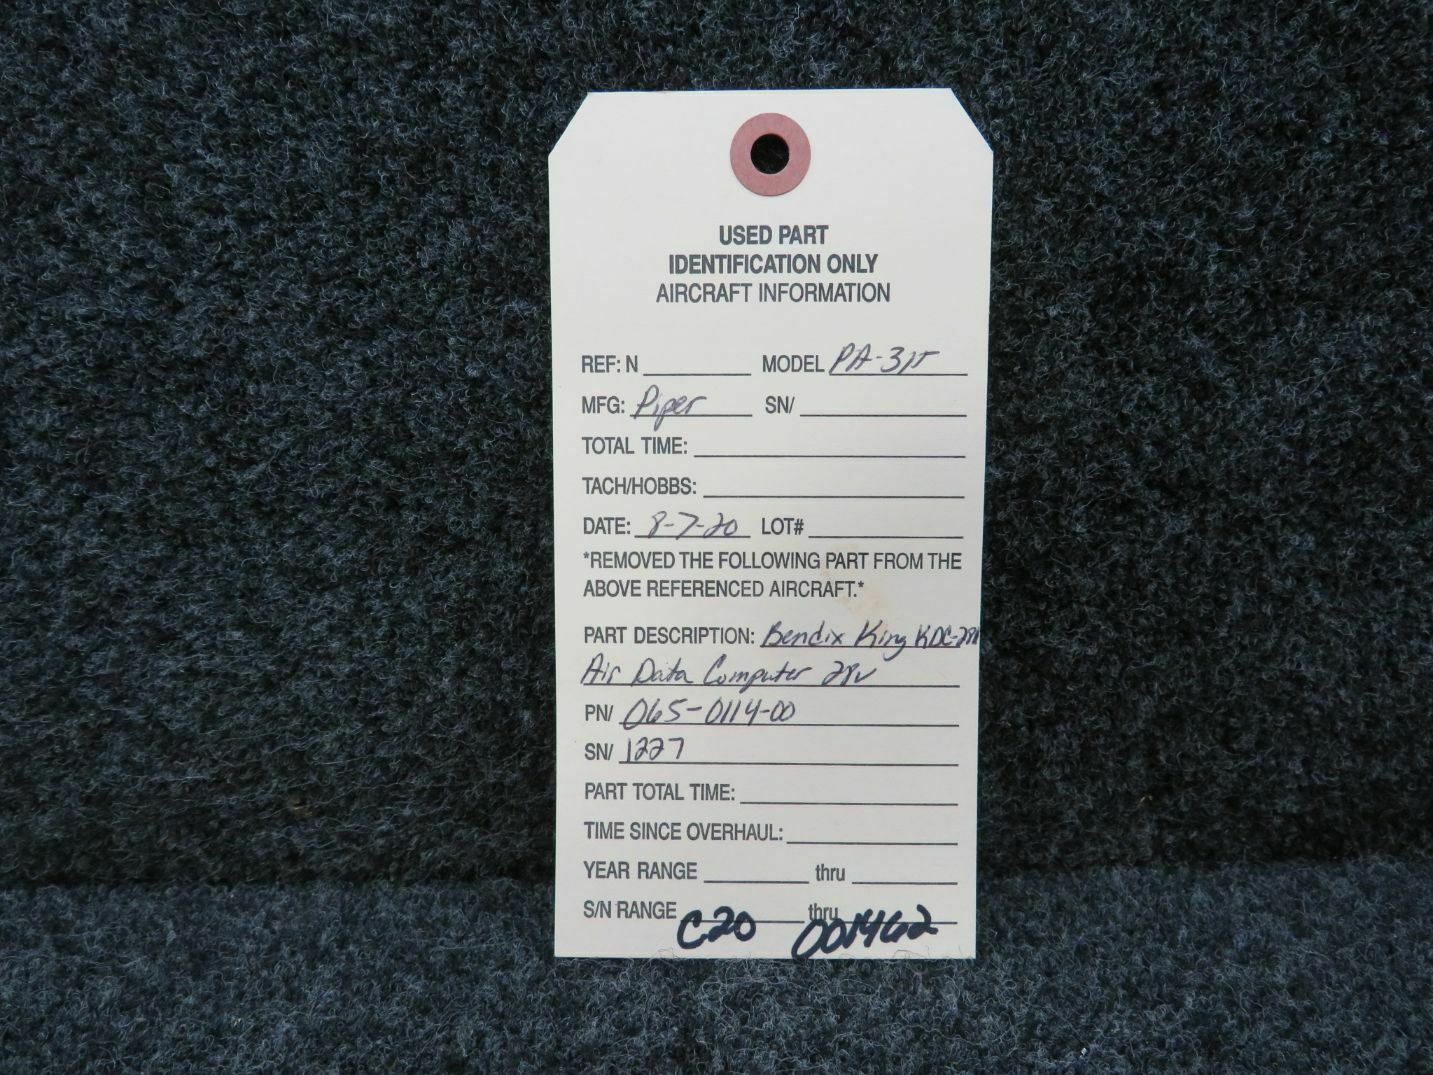 USED PART
IDENTIFICATION ONLY
AIRCRAFT INFORMATION
REF: N MODEL PA-31T
MFG: Piper SN/
TOTAL TIME:
TACH/HOBBS:
DATE: 8-7-20 LOT#
*REMOVED THE FOLLOWING PART FROM THE
ABOVE REFERENCED AIRCRAFT.*
PART DESCRIPTION: Bendix King
Air Data Computer 28v
PN/ 065-0114-00
SN/ 1227
PART TOTAL TIME:
TIME SINCE OVERHAUL:
YEAR RANGE thru
S/N RANGE thru
C20 001462